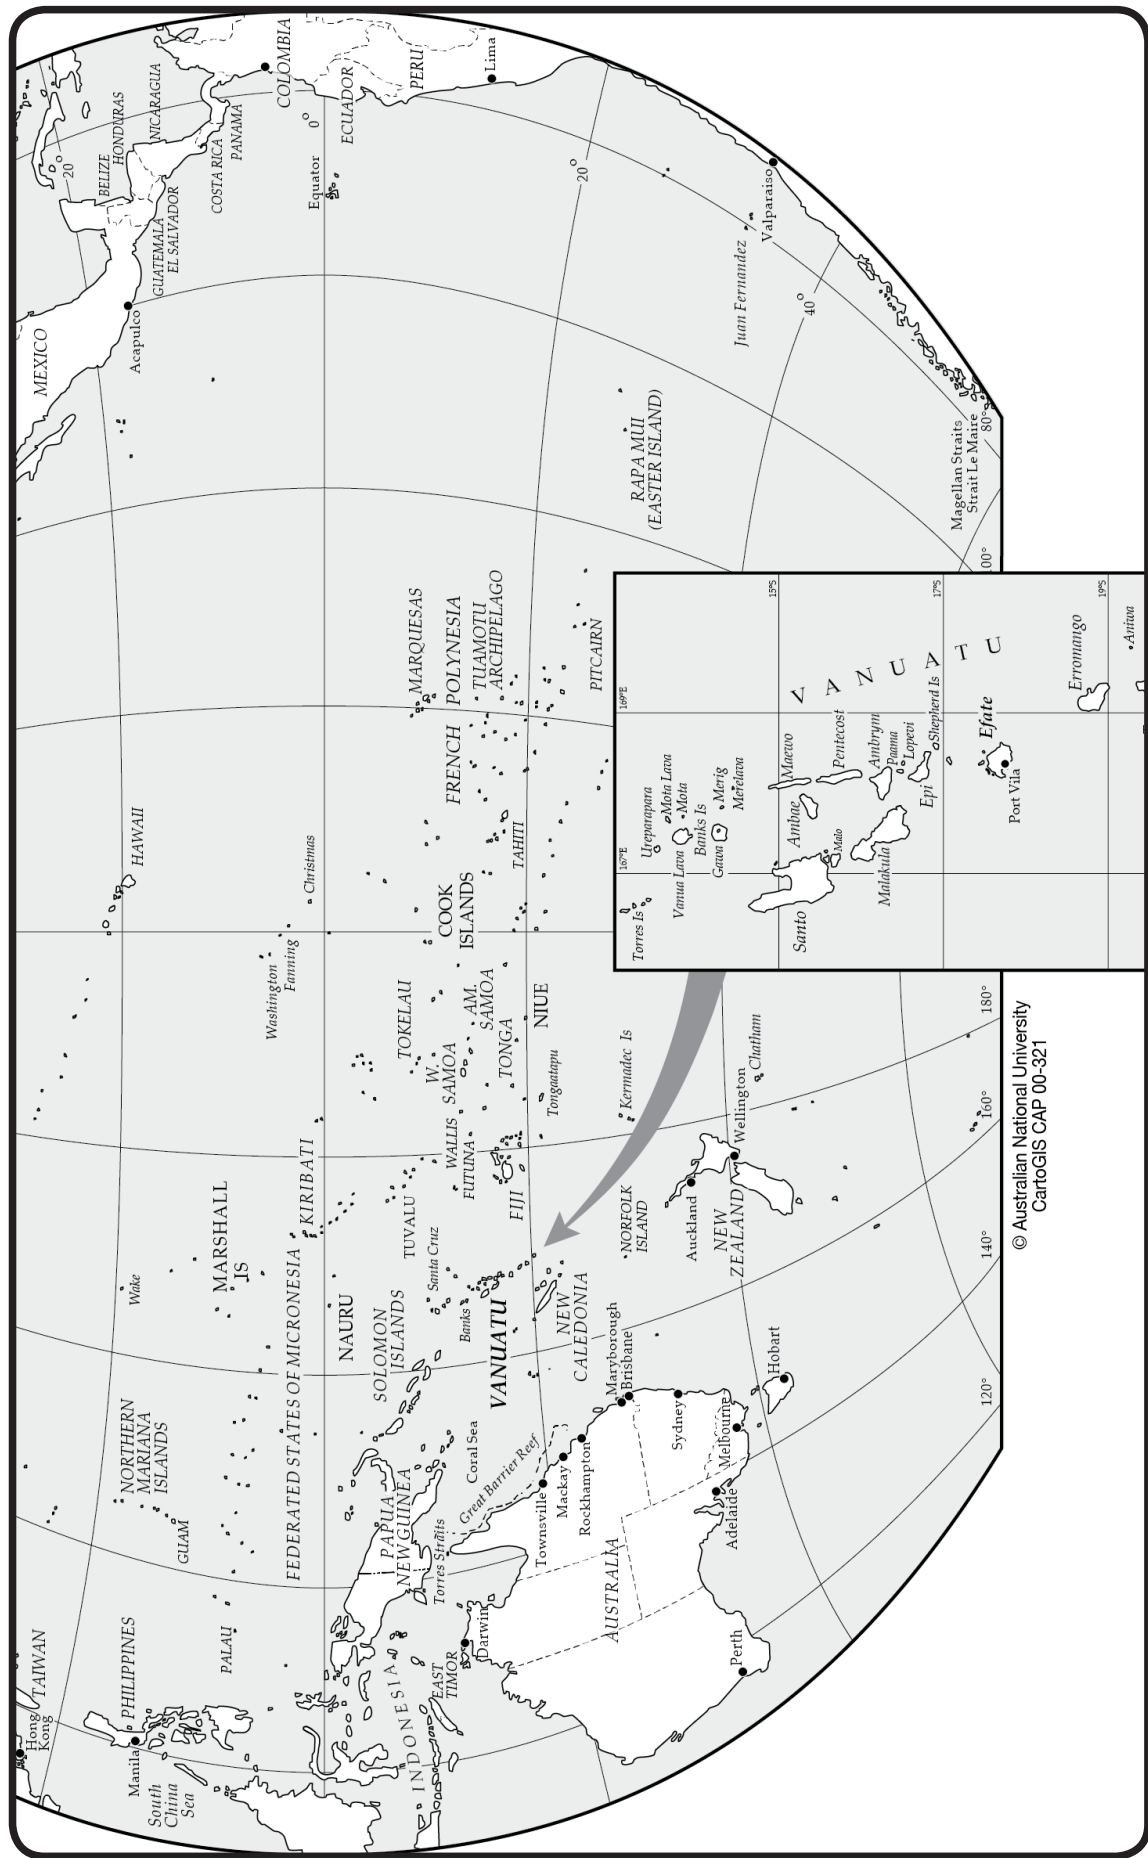 Hong
Kong
TAIWAN
Manila
PHILIPPINES
South
China
Sea
PALAU
GUAM
NORTHERN
MARIANA
ISLANDS
Wake
MARSHALL
IS
FEDERATED STATES OF MICRONESIA
KIRIBATI
NAURU
HAWAII
Washington
Fanning
Christmas
MEXICO
Acapulco
BELIZE
HONDURAS
GUATEMALA
EL SALVADOR
NICARAGUA
COSTA RICA
PANAMA
COLOMBIA
ECUADOR
PERU
Lima
20°
Equator
0°
20°
40°
INDONESIA
EAST
TIMOR
PAPUA
NEW GUINEA
Torres Straits
SOLOMON
ISLANDS
Santa Cruz
Banks
VANUATU
TUVALU
WALLIS
FUTUNA
FIJI
W.
SAMOA
TOKELAU
AM.
SAMOA
TONGA
Tongaatapu
NIUE
COOK
ISLANDS
TAHITI
FRENCH POLYNESIA
MARQUESAS
TUAMOTU
ARCHIPELAGO
PITCAIRN
RAPA MUI
(EASTER ISLAND)
Juan Fernandez
Valparaiso
Magellan Straits
Strait Le Maire
Darwin
Coral Sea
Great Barrier Reef
Townsville
Mackay
Rockhampton
Maryborough
Brisbane
Sydney
Melbourne
Adelaide
Perth
Hobart
AUSTRALIA
NEW
CALEDONIA
NORFOLK
ISLAND
Kermadec Is
Auckland
NEW
ZEALAND
Wellington
Chatham
120°
140°
160°
180°
100°
80°
167°E
169°E
15°S
17°S
19°S
Torres Is
Ureparapara
Vanua Lava
Mota Lava
Mota
Banks Is
Gawa
Merig
Merelava
Santo
Malo
Ambae
Maewo
Pentecost
Malakula
Ambrym
Paama
Lopevi
Epi
Shepherd Is
VANUATU
Efate
Port Vila
Erromango
Aniwa
© Australian National University
CartoGIS CAP 00-321